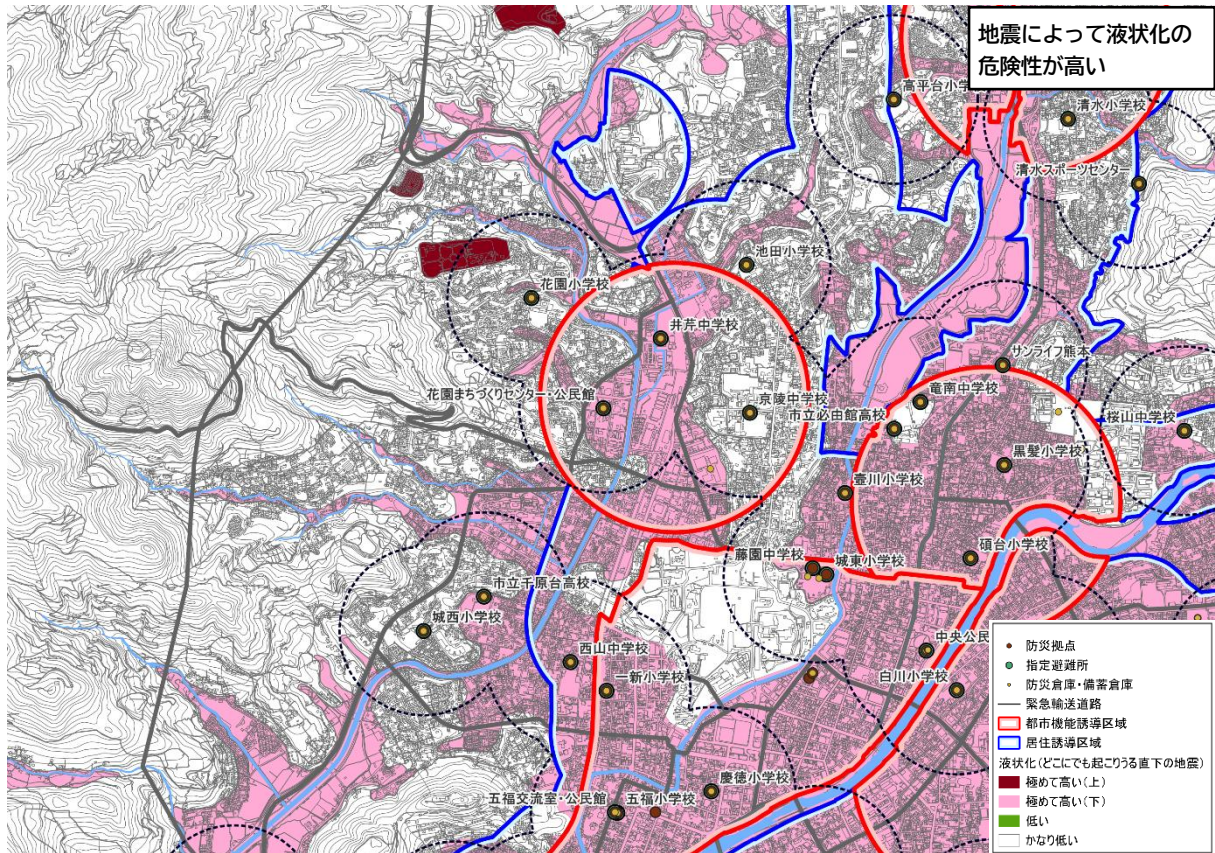 地震によって液状化の
危険性が高い
高平台小学
清水小学校
清水スポーツセンター
池田小学校
花園小学校
井芹中学校
サンライフ熊本
花園まちづくりセンター・公民館
京陵中学校
竜南中学校
市立必由館高校
桜山中学校
黒髪小学校
壷川小学校
藤園中学校
城東小学校
碩台小学校
市立千原台高校
城西小学校
中央公民
西山中学校
一新小学校
白川小学校
慶徳小学校
五福交流室・公民館
五福小学校
防災拠点
指定避難所
防災倉庫・備蓄倉庫
緊急輸送道路
都市機能誘導区域
居住誘導区域
液状化(どこにでも起こりうる直下の地震)
極めて高い(上)
極めて高い(下)
低い
かなり低い